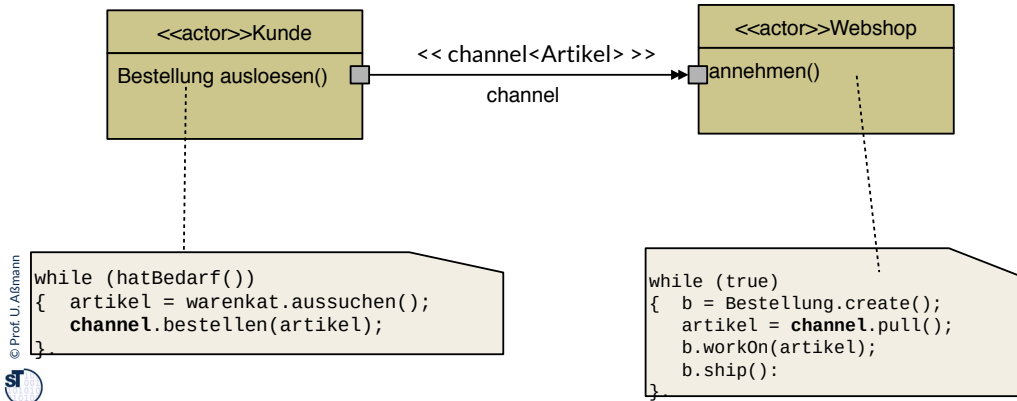 <<actor>>Kunde
Bestellung ausloesen()
<< channel<Artikel> >>
channel
<<actor>>Webshop
annehmen()
while (hatBedarf())
{ artikel = warenkat.aussuchen();
channel.bestellen(artikel);
}.
while (true)
{ b = Bestellung.create();
artikel = channel.pull();
b.workOn(artikel);
b.ship():
}.
© Prof. U. Aßmann
ST